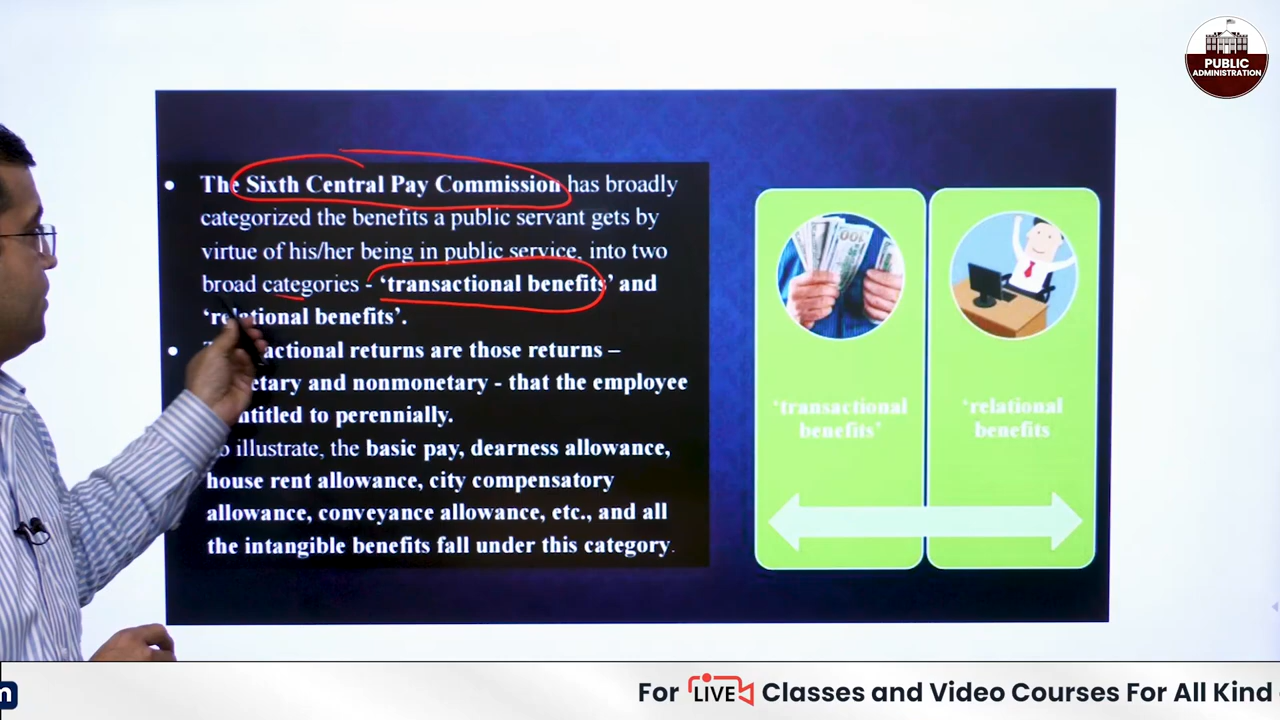 PUBLIC
ADMINISTRATION
• The Sixth Central Pay Commission has broadly
categorized the benefits a public servant gets by
virtue of his/her being in public service, into two
broad categories - ‘transactional benefits’ and
benefits’.
• actional returns are those returns –
etary and nonmonetary - that the employee
ntitled to perennially.
illustrate, the basic pay, dearness allowance,
house rent allowance, city compensatory
allowance, conveyance allowance, etc., and all
the intangible benefits fall under this category.
‘transactional
benefits’
‘relational
benefits
For LIVE Classes and Video Courses For All Kind